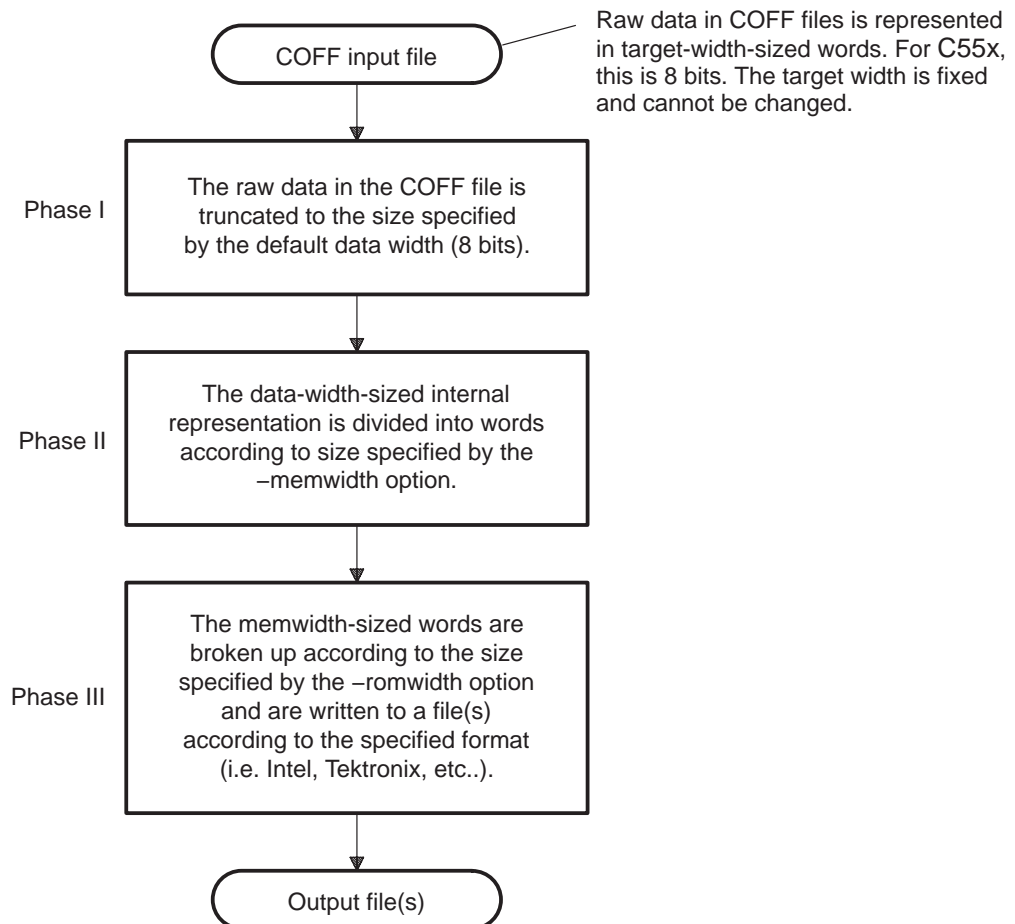 COFF input file
Raw data in COFF files is represented
in target-width-sized words. For C55x,
this is 8 bits. The target width is fixed
and cannot be changed.
Phase I
The raw data in the COFF file is
truncated to the size specified
by the default data width (8 bits).
Phase II
The data-width-sized internal
representation is divided into words
according to size specified by the
–memwidth option.
Phase III
The memwidth-sized words are
broken up according to the size
specified by the –romwidth option
and are written to a file(s)
according to the specified format
(i.e. Intel, Tektronix, etc..).
Output file(s)